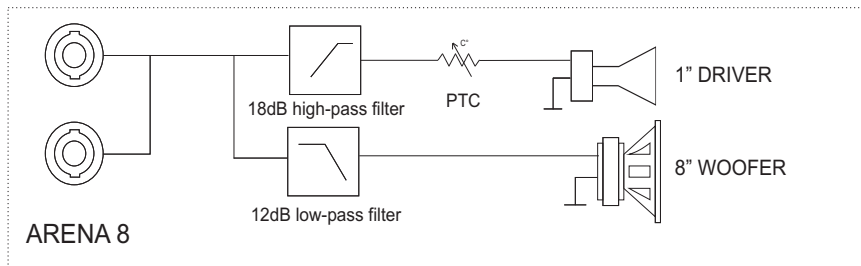 C°
1” DRIVER
18dB high-pass filter
PTC
8” WOOFER
12dB low-pass filter
ARENA 8